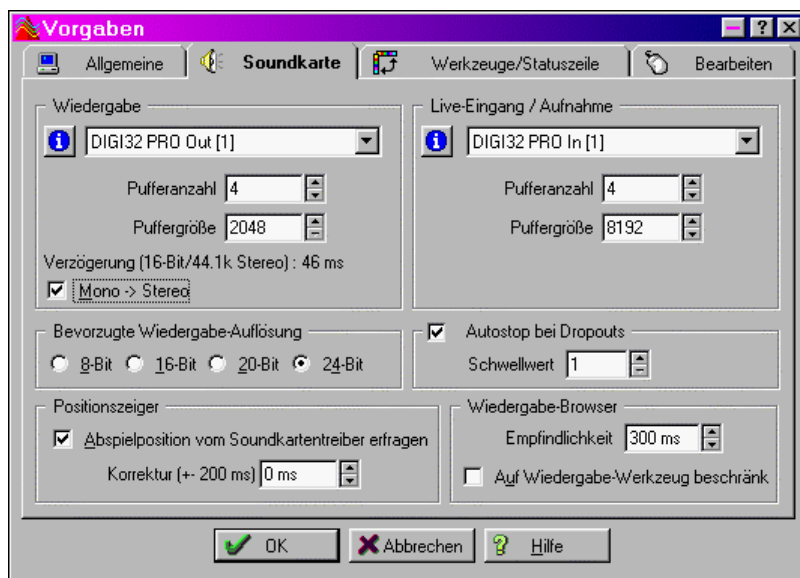 Vorgaben
Allgemeine
Soundkarte
Werkzeuge/Statuszeile
Bearbeiten
Wiedergabe
DIGI32 PRO Out [1]
Pufferanzahl 4
Puffergröße 2048
Verzögerung (16-Bit/44.1k Stereo) : 46 ms
Mono -> Stereo
Live-Eingang / Aufnahme
DIGI32 PRO In [1]
Pufferanzahl 4
Puffergröße 8192
Bevorzugte Wiedergabe-Auflösung
8-Bit 16-Bit 20-Bit 24-Bit
Autostop bei Dropouts
Schwellwert 1
Positionszeiger
Abspielposition vom Soundkartentreiber erfragen
Korrektur (+- 200 ms) 0 ms
Wiedergabe-Browser
Empfindlichkeit 300 ms
Auf Wiedergabe-Werkzeug beschränk
OK
Abbrechen
Hilfe